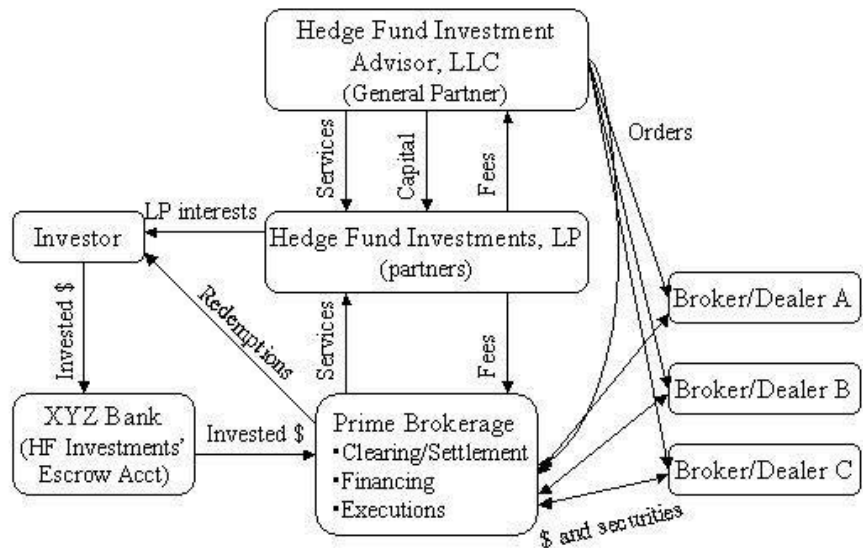 Hedge Fund Investment
Advisor, LLC
(General Partner)
Services
Capital
Fees
Orders
LP interests
Investor
Hedge Fund Investments, LP
(partners)
Redemptions
Invested $
Services
Fees
Broker/Dealer A
Broker/Dealer B
Broker/Dealer C
XYZ Bank
(HF Investments'
Escrow Acct)
Invested $
Prime Brokerage
▪Clearing/Settlement
▪Financing
▪Executions
$ and securities